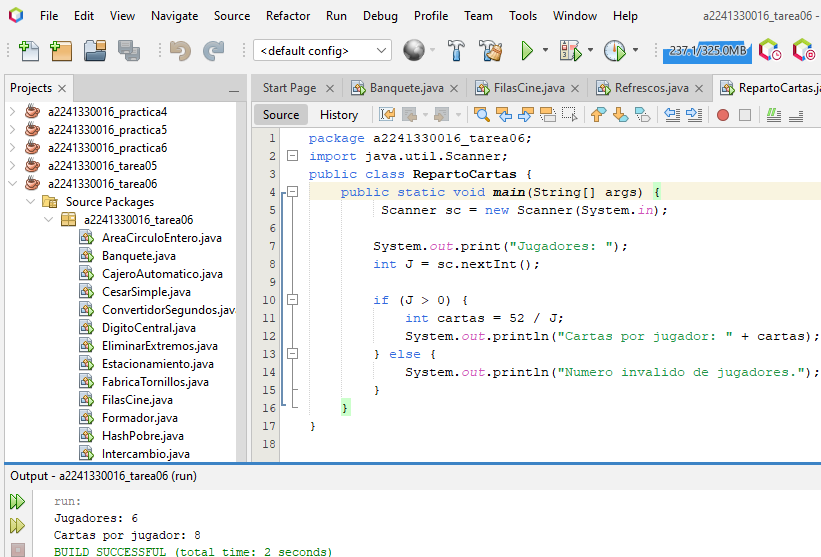 File Edit View Navigate Source Refactor Run Debug Profile Team Tools Window Help a2241330016_tarea06 -
<default config> 237.1/325.0MB
Projects Start Page Banquete.java FilasCine.java Refrescos.java RepartoCartas.ja
Source History
a2241330016_practica4
a2241330016_practica5
a2241330016_practica6
a2241330016_tarea05
a2241330016_tarea06
Source Packages
a2241330016_tarea06
AreaCirculoEntero.java
Banquete.java
CajeroAutomatico.java
CesarSimple.java
ConvertidorSegundos.java
DigitoCentral.java
EliminarExtremos.java
Estacionamiento.java
FabricaTornillos.java
FilasCine.java
Formador.java
HashPobre.java
Intercambio.java
1 package a2241330016_tarea06;
2 import java.util.Scanner;
3 public class RepartoCartas {
4 public static void main(String[] args) {
5 Scanner sc = new Scanner(System.in);
6
7 System.out.print("Jugadores: ");
8 int J = sc.nextInt();
9
10 if (J > 0) {
11 int cartas = 52 / J;
12 System.out.println("Cartas por jugador: " + cartas);
13 } else {
14 System.out.println("Numero invalido de jugadores.");
15 }
16 }
17 }
18
Output - a2241330016_tarea06 (run)
run:
Jugadores: 6
Cartas por jugador: 8
BUILD SUCCESSFUL (total time: 2 seconds)